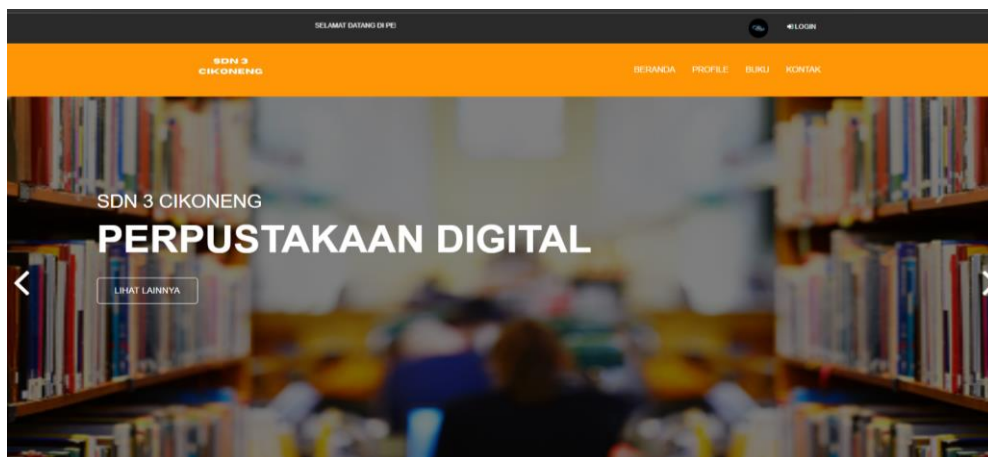 SELAMAT DATANG DI PE
LOGIN
SDN 3
CIKONENG
BERANDA PROFILE BUKU KONTAK
SDN 3 CIKONENG
PERPUSTAKAAN DIGITAL
LIHAT LAINNYA